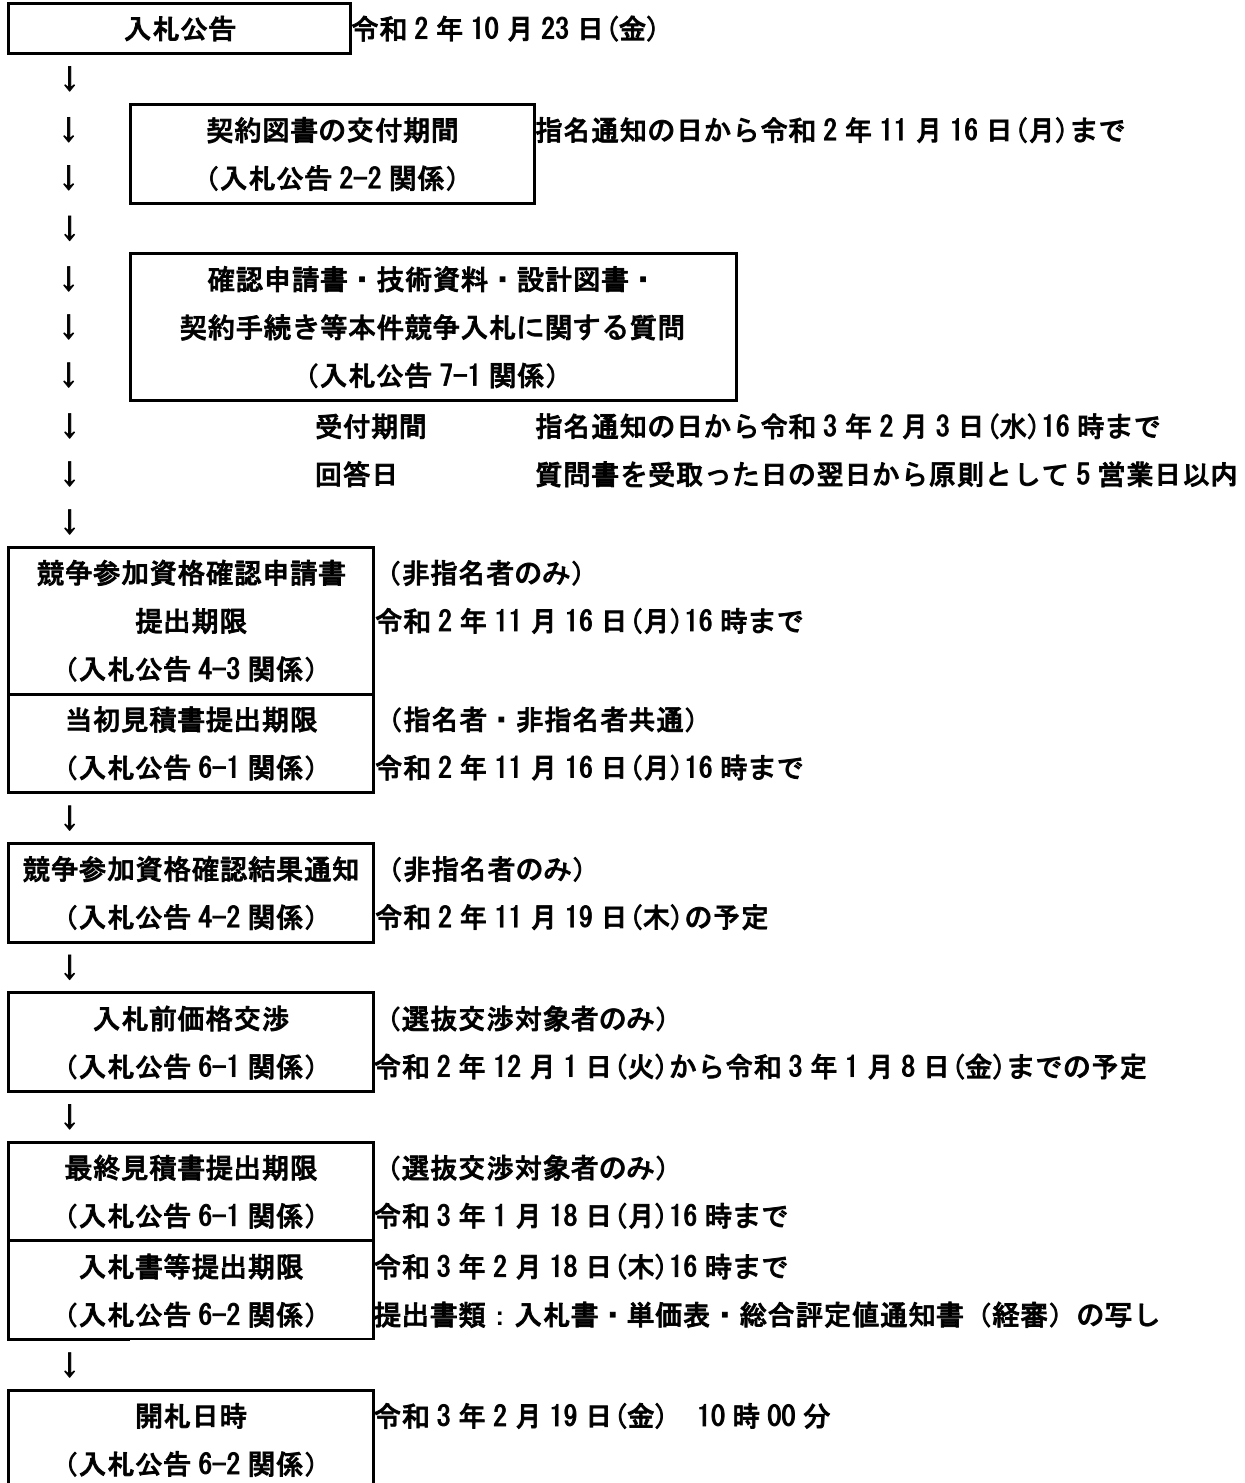 入札公告 令和2年10月23日(金)
↓
↓ 契約図書の交付期間 指名通知の日から令和2年11月16日(月)まで
↓ （入札公告2-2関係）
↓
↓ 確認申請書・技術資料・設計図書・
↓ 契約手続き等本件競争入札に関する質問
↓ （入札公告7-1関係）
↓ 受付期間 指名通知の日から令和3年2月3日(水)16時まで
↓ 回答日 質問書を受取った日の翌日から原則として5営業日以内
↓
競争参加資格確認申請書 （非指名者のみ）
提出期限 令和2年11月16日(月)16時まで
（入札公告4-3関係）
当初見積書提出期限 （指名者・非指名者共通）
（入札公告6-1関係） 令和2年11月16日(月)16時まで
↓
競争参加資格確認結果通知 （非指名者のみ）
（入札公告4-2関係） 令和2年11月19日(木)の予定
↓
入札前価格交渉 （選抜交渉対象者のみ）
（入札公告6-1関係） 令和2年12月1日(火)から令和3年1月8日(金)までの予定
↓
最終見積書提出期限 （選抜交渉対象者のみ）
（入札公告6-1関係） 令和3年1月18日(月)16時まで
入札書等提出期限 令和3年2月18日(木)16時まで
（入札公告6-2関係） 提出書類：入札書・単価表・総合評定値通知書（経審）の写し
↓
開札日時 令和3年2月19日(金) 10時00分
（入札公告6-2関係）